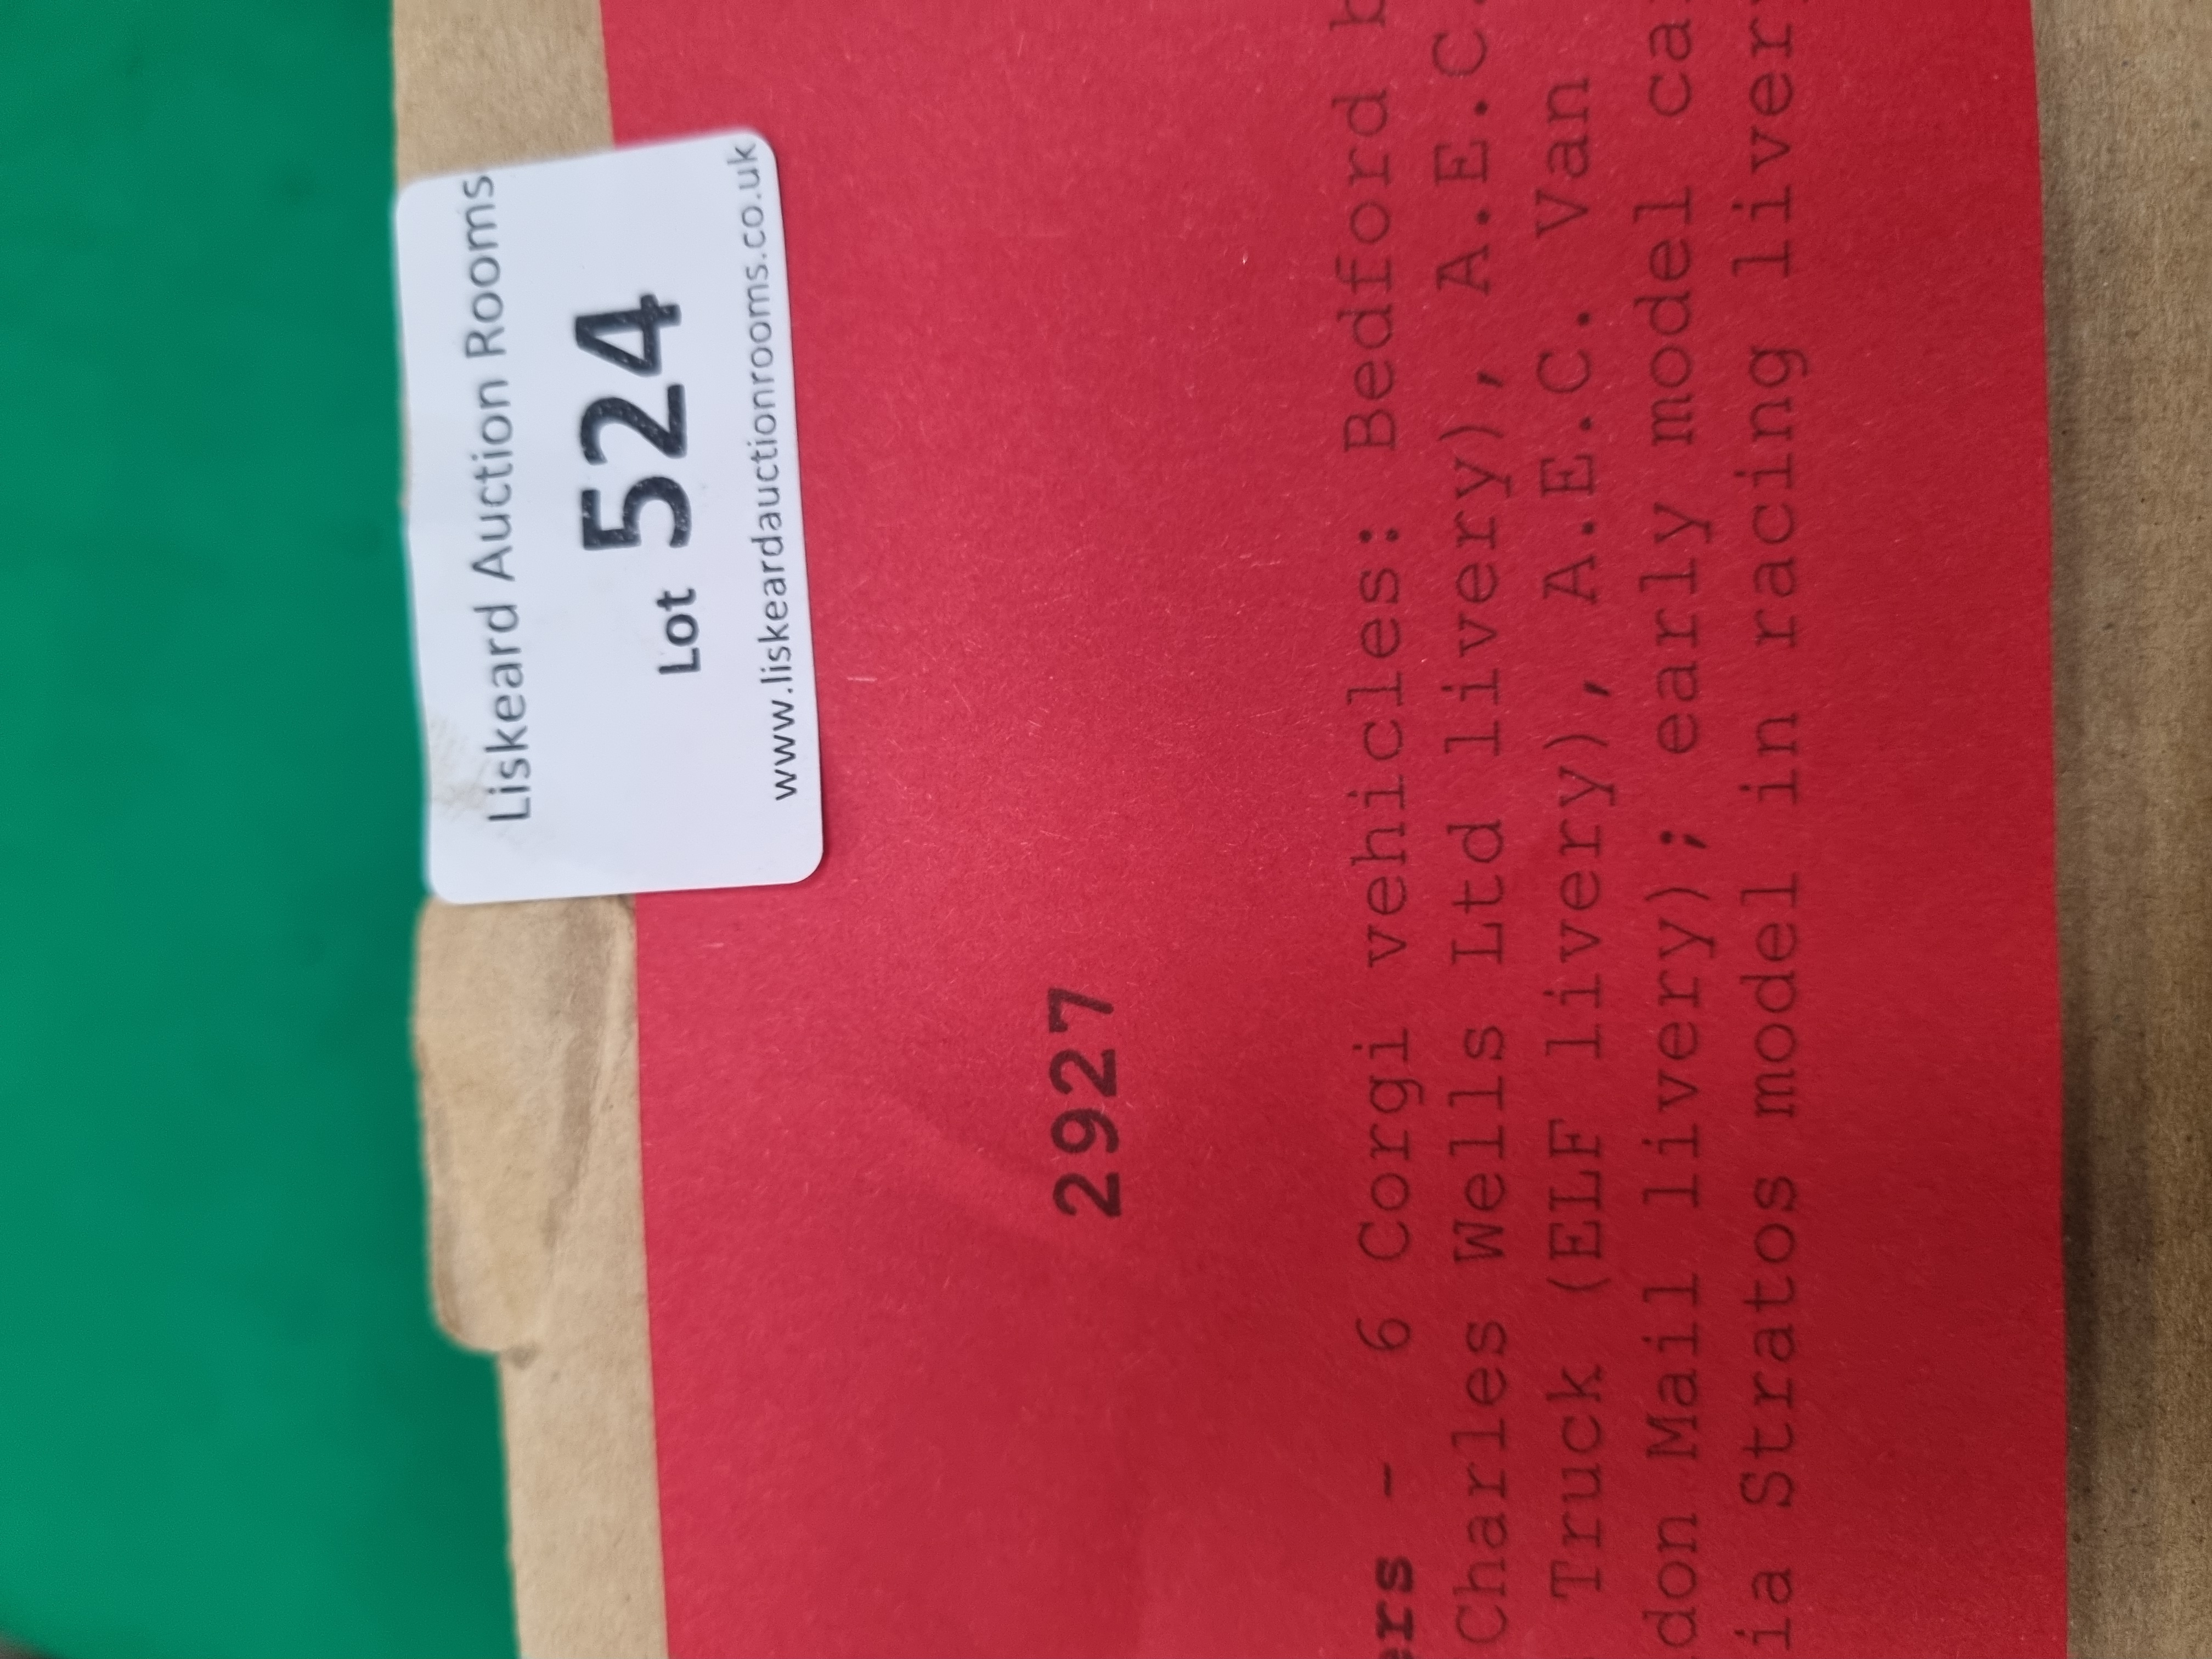 Liskeard Auction Rooms
Lot 524
www.liskeardauctionrooms.co.uk
2927
ers - 6 Corgi vehicles: Bedford b
Charles Wells Ltd livery), A.E.C.
Truck (ELF livery), A.E.C. Van
don Mail livery); early model ca
ia Stratos model in racing liver